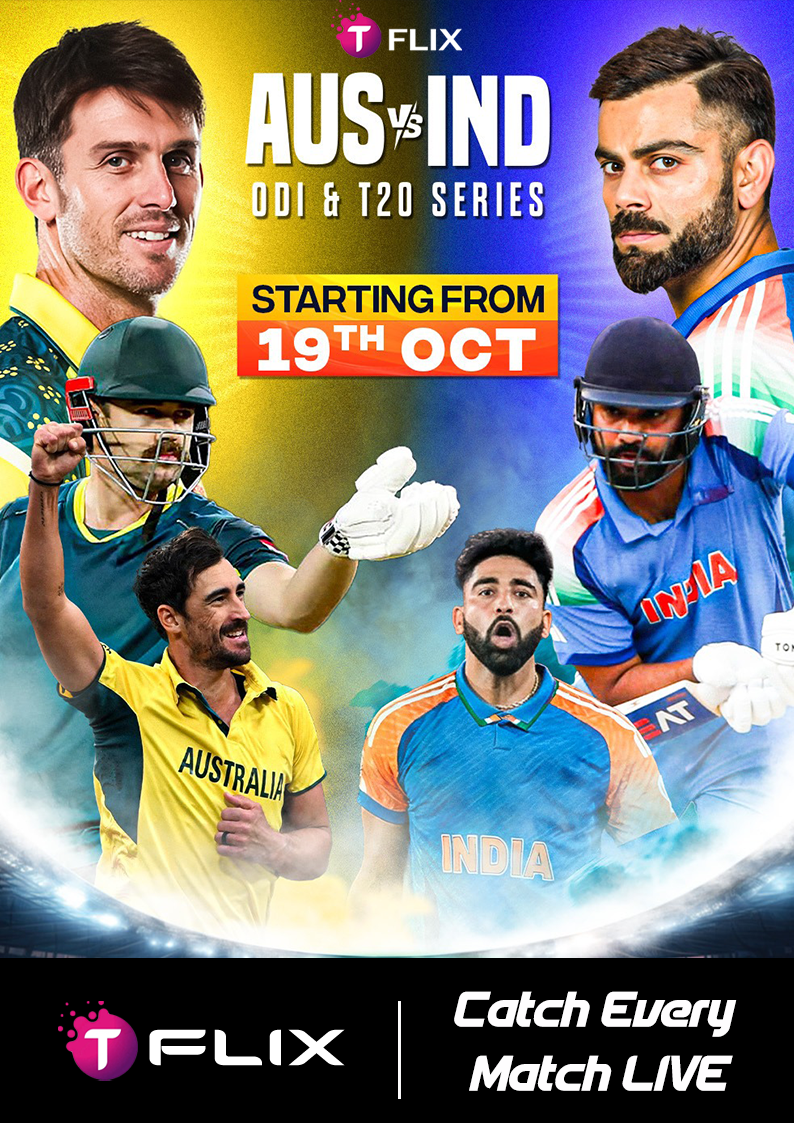 T FLIX
AUS VS IND
ODI & T20 SERIES
STARTING FROM
19TH OCT
INDIA
AUSTRALIA
INDIA
T FLIX
Catch Every
Match LIVE